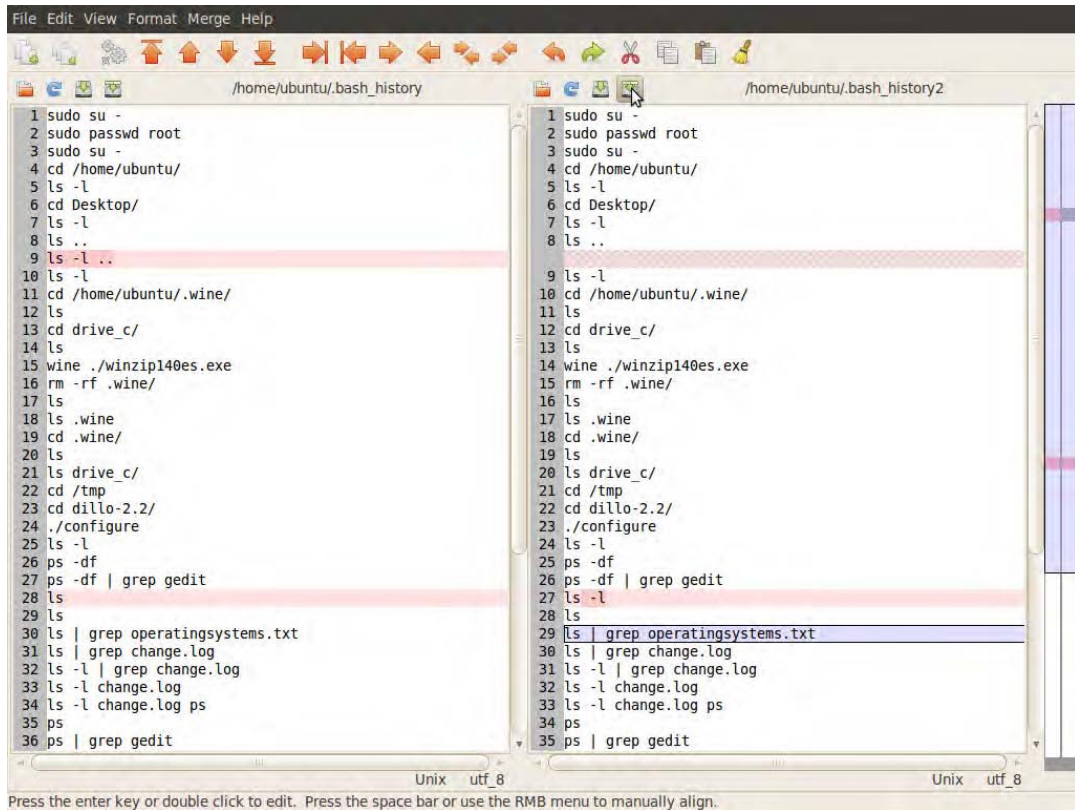 File Edit View Format Merge Help
/home/ubuntu/.bash_history
1 sudo su -
2 sudo passwd root
3 sudo su -
4 cd /home/ubuntu/
5 ls -l
6 cd Desktop/
7 ls -l
8 ls ..
9 ls -l ..
10 ls -l
11 cd /home/ubuntu/.wine/
12 ls
13 cd drive_c/
14 ls
15 wine ./winzip140es.exe
16 rm -rf .wine/
17 ls
18 ls .wine
19 cd .wine/
20 ls
21 ls drive_c/
22 cd /tmp
23 cd dillo-2.2/
24 ./configure
25 ls -l
26 ps -df
27 ps -df | grep gedit
28 ls
29 ls
30 ls | grep operatingsystems.txt
31 ls | grep change.log
32 ls -l | grep change.log
33 ls -l change.log
34 ls -l change.log ps
35 ps
36 ps | grep gedit
Unix utf_8
/home/ubuntu/.bash_history2
1 sudo su -
2 sudo passwd root
3 sudo su -
4 cd /home/ubuntu/
5 ls -l
6 cd Desktop/
7 ls -l
8 ls ..
9 ls -l
10 cd /home/ubuntu/.wine/
11 ls
12 cd drive_c/
13 ls
14 wine ./winzip140es.exe
15 rm -rf .wine/
16 ls
17 ls .wine
18 cd .wine/
19 ls
20 ls drive_c/
21 cd /tmp
22 cd dillo-2.2/
23 ./configure
24 ls -l
25 ps -df
26 ps -df | grep gedit
27 ls -l
28 ls
29 ls | grep operatingsystems.txt
30 ls | grep change.log
31 ls -l | grep change.log
32 ls -l change.log
33 ls -l change.log ps
34 ps
35 ps | grep gedit
Unix utf_8
Press the enter key or double click to edit. Press the space bar or use the RMB menu to manually align.